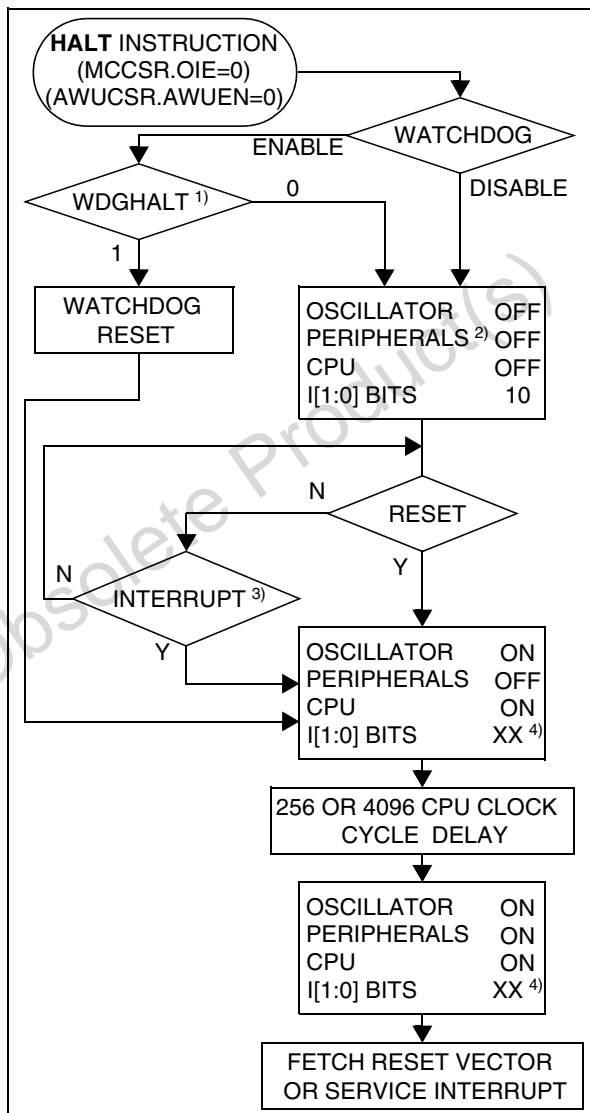 HALT INSTRUCTION
(MCCSR.OIE=0)
(AWUCSR.AWUEN=0)
WATCHDOG
ENABLE
DISABLE
WDGHALT 1)
0
1
WATCHDOG
RESET
OSCILLATOR OFF
PERIPHERALS 2) OFF
CPU OFF
I[1:0] BITS 10
N
RESET
Y
N
INTERRUPT 3)
Y
OSCILLATOR ON
PERIPHERALS OFF
CPU ON
I[1:0] BITS XX 4)
256 OR 4096 CPU CLOCK
CYCLE DELAY
OSCILLATOR ON
PERIPHERALS ON
CPU ON
I[1:0] BITS XX 4)
FETCH RESET VECTOR
OR SERVICE INTERRUPT
Obsolete Product(s)